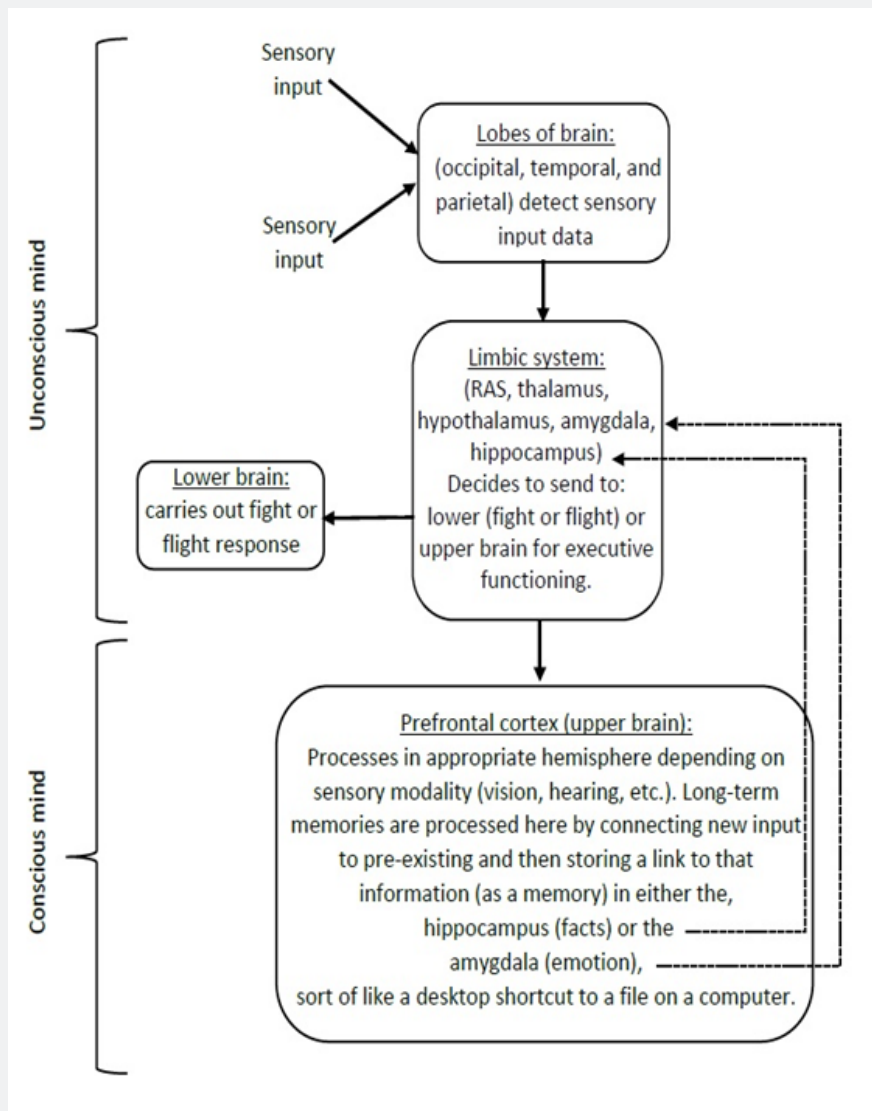 Sensory
input
Lobes of brain:
(occipital, temporal, and
parietal) detect sensory
input data
Sensory
input
Unconscious mind
Limbic system:
(RAS, thalamus,
hypothalamus, amygdala,
hippocampus)
Decides to send to:
lower (fight or flight) or
upper brain for executive
functioning.
Lower brain:
carries out fight or
flight response
Conscious mind
Prefrontal cortex (upper brain):
Processes in appropriate hemisphere depending on
sensory modality (vision, hearing, etc.). Long-term
memories are processed here by connecting new input
to pre-existing and then storing a link to that
information (as a memory) in either the,
hippocampus (facts) or the
amygdala (emotion),
sort of like a desktop shortcut to a file on a computer.